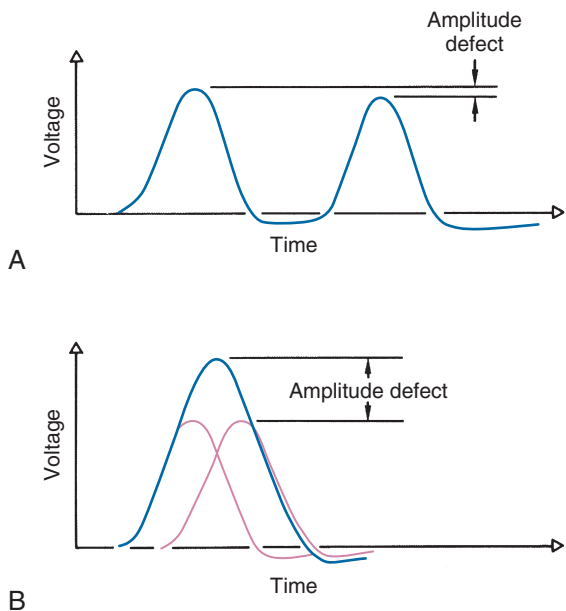 Amplitude
defect
Voltage
Time
A
Amplitude defect
Voltage
Time
B